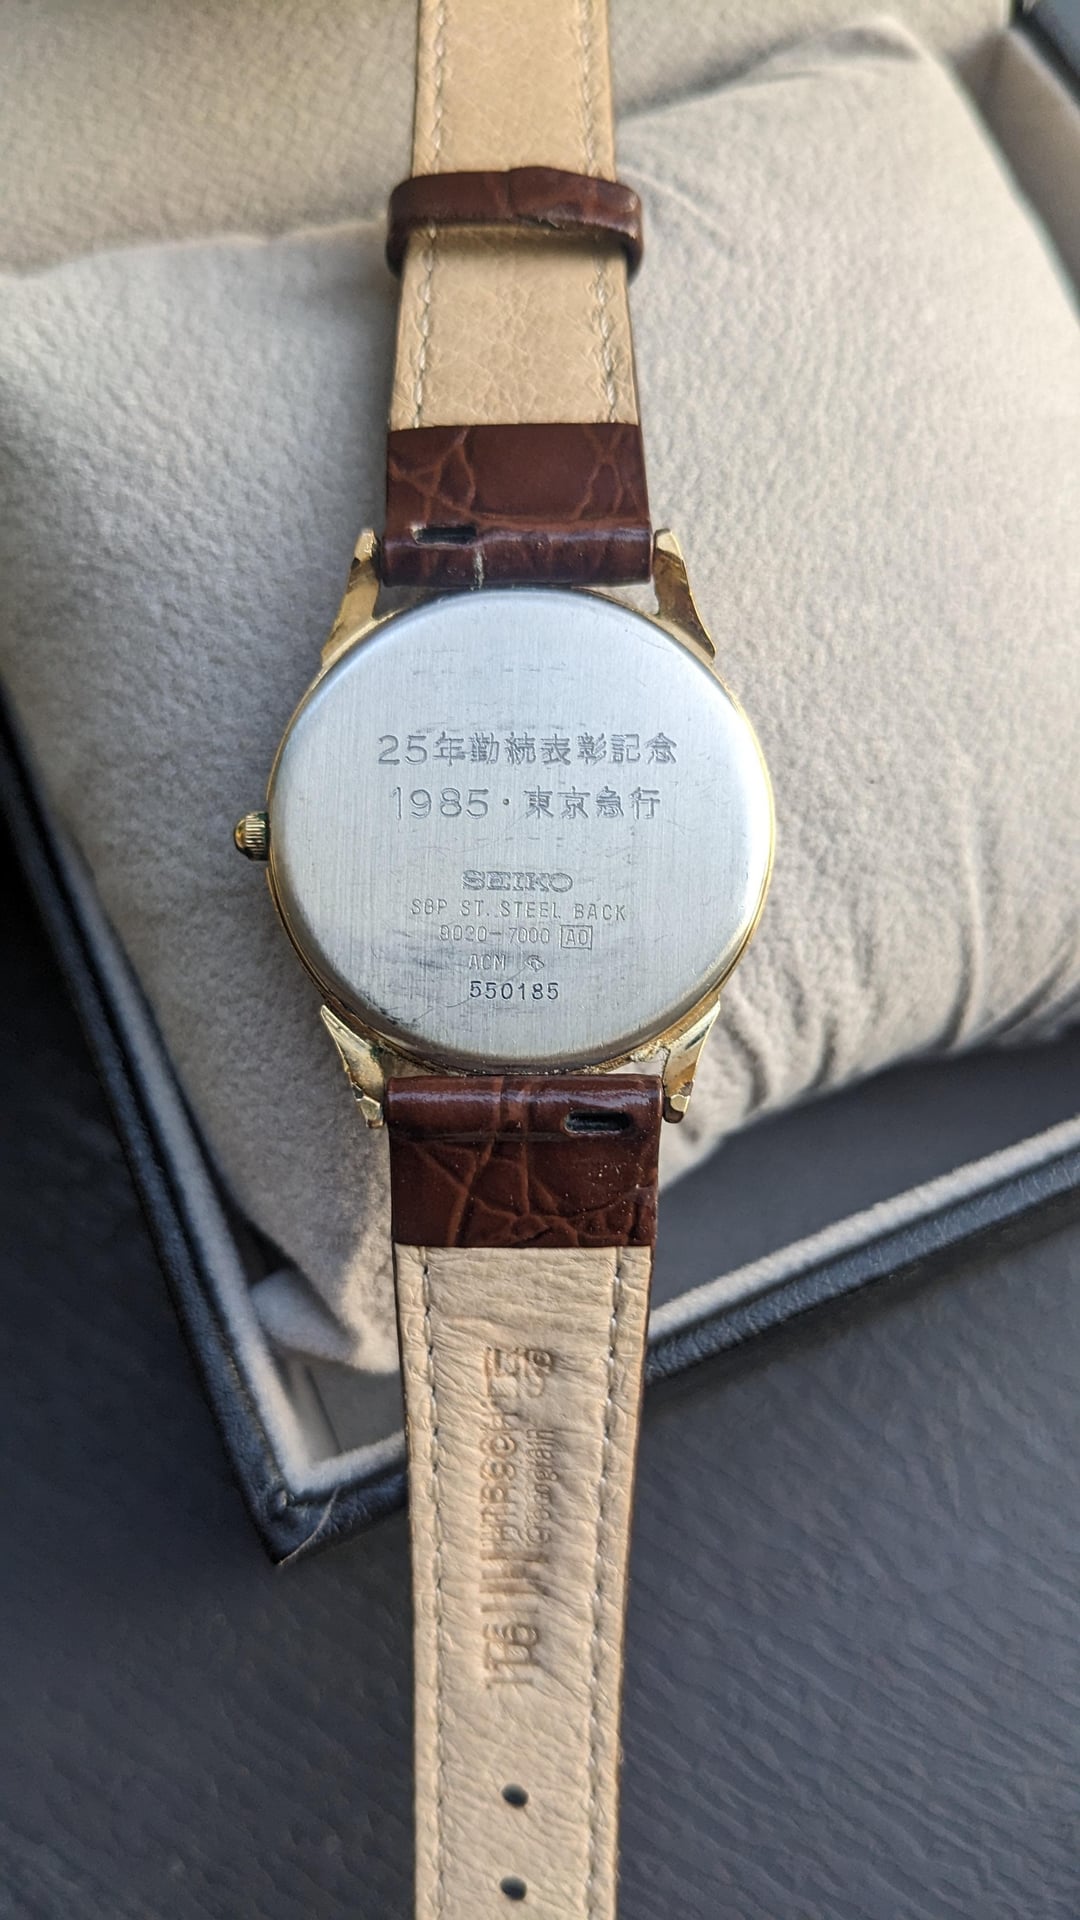 25年勤続表彰記念
1985・東京急行
SEIKO
SGP ST. STEEL BACK
9020-7000 A0
ACM
550185